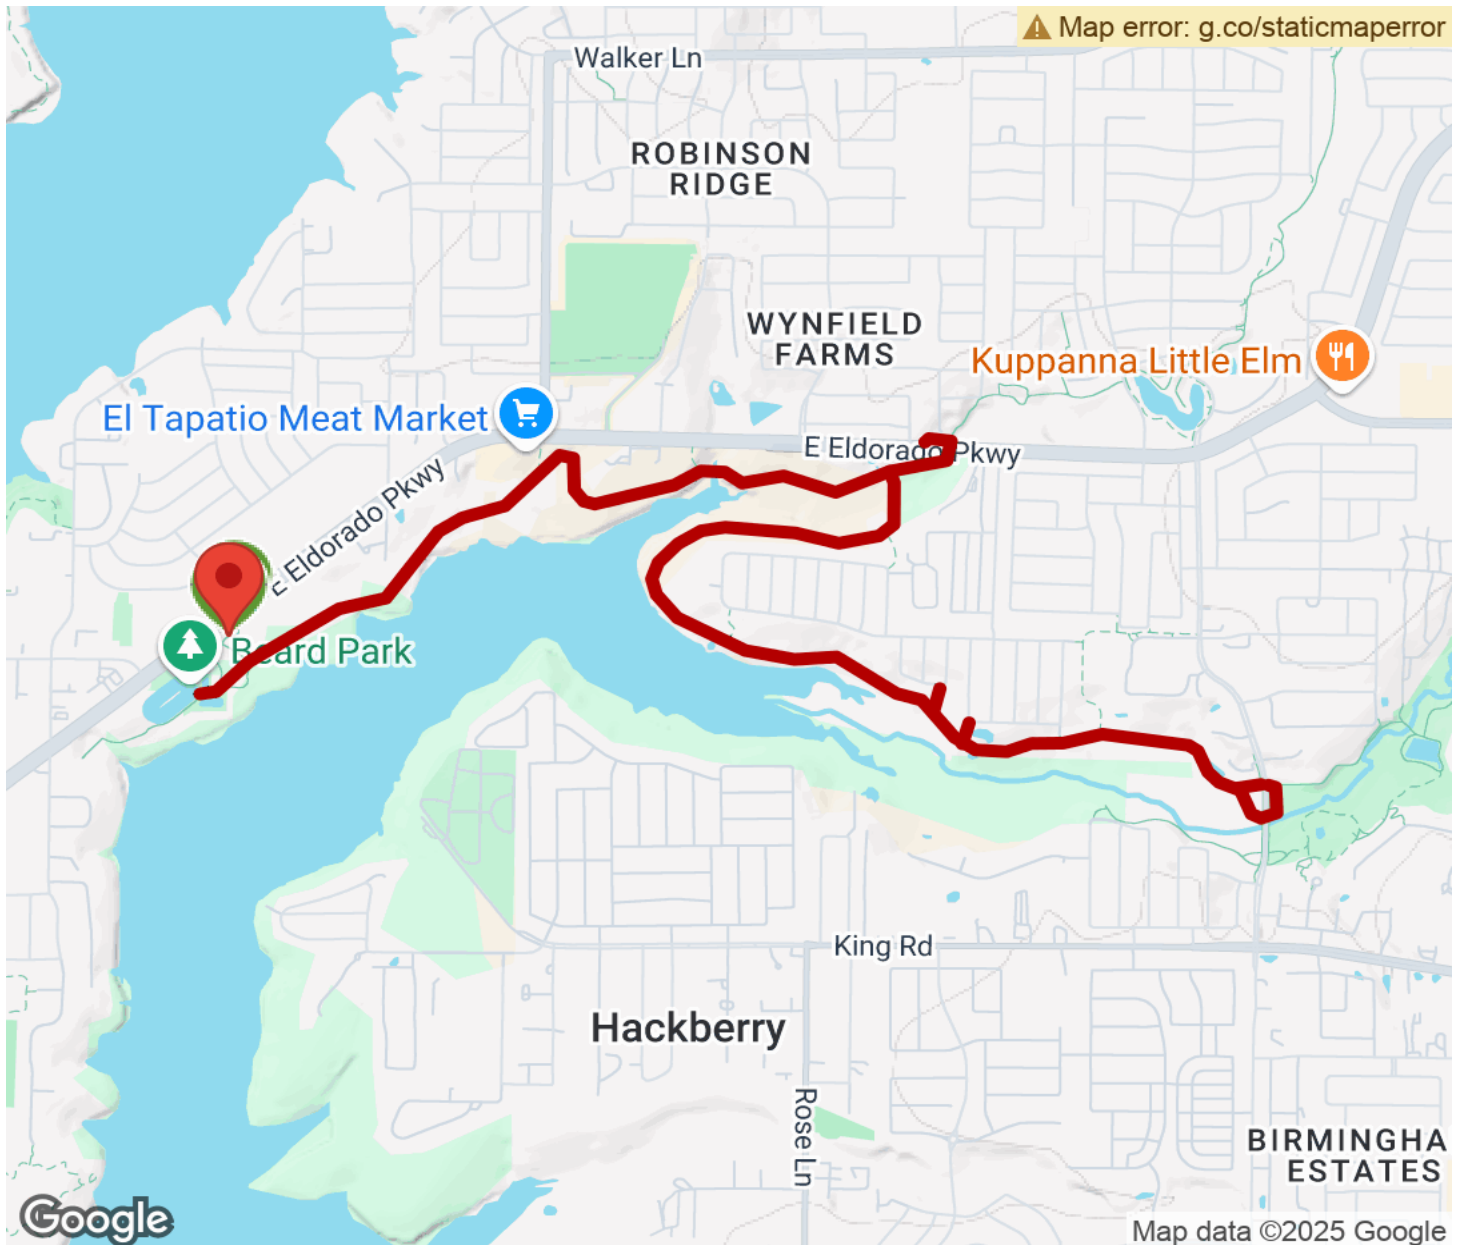 Map error: g.co/staticmaperror
Walker Ln
ROBINSON
RIDGE
WYNFIELD
FARMS
Kuppanna Little Elm
El Tapatio Meat Market
E Eldorado Pkwy
E Eldorado Pkwy
Beard Park
King Rd
Hackberry
Rose Ln
BIRMINGHA
ESTATES
Google
Map data ©2025 Google